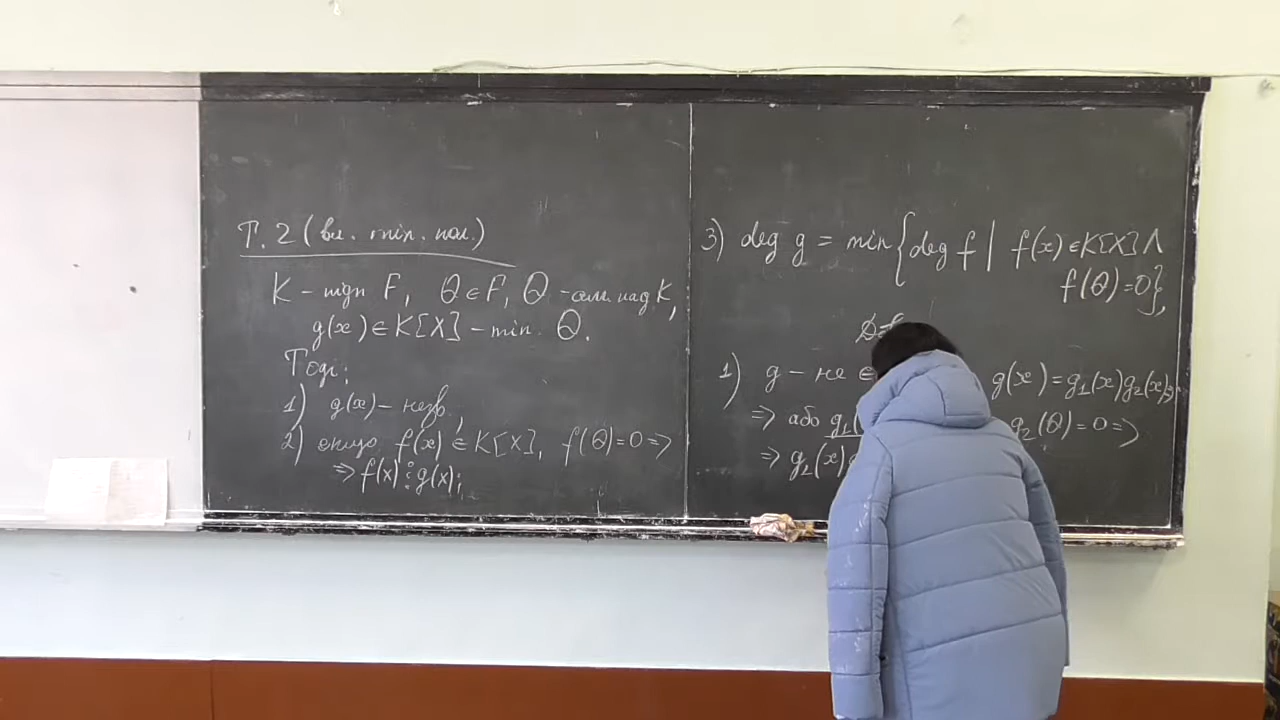 Т.2 (вл. min. пол.)
K – підп F, Θ ∈ F, Θ – алг. над K,
g(x) ∈ K[X] – min. Θ.
Тоді:
1) g(x) – незв.,
2) якщо f(x) ∈ K[X], f(Θ)=0 =>
=> f(x) ⋮ g(x);
3) deg g = min{deg f | f(x) ∈ K[X] ∧
f(Θ)=0},
1) g – не g(x) = g₁(x)g₂(x),
=> або g₁( g₂(Θ)=0 =>